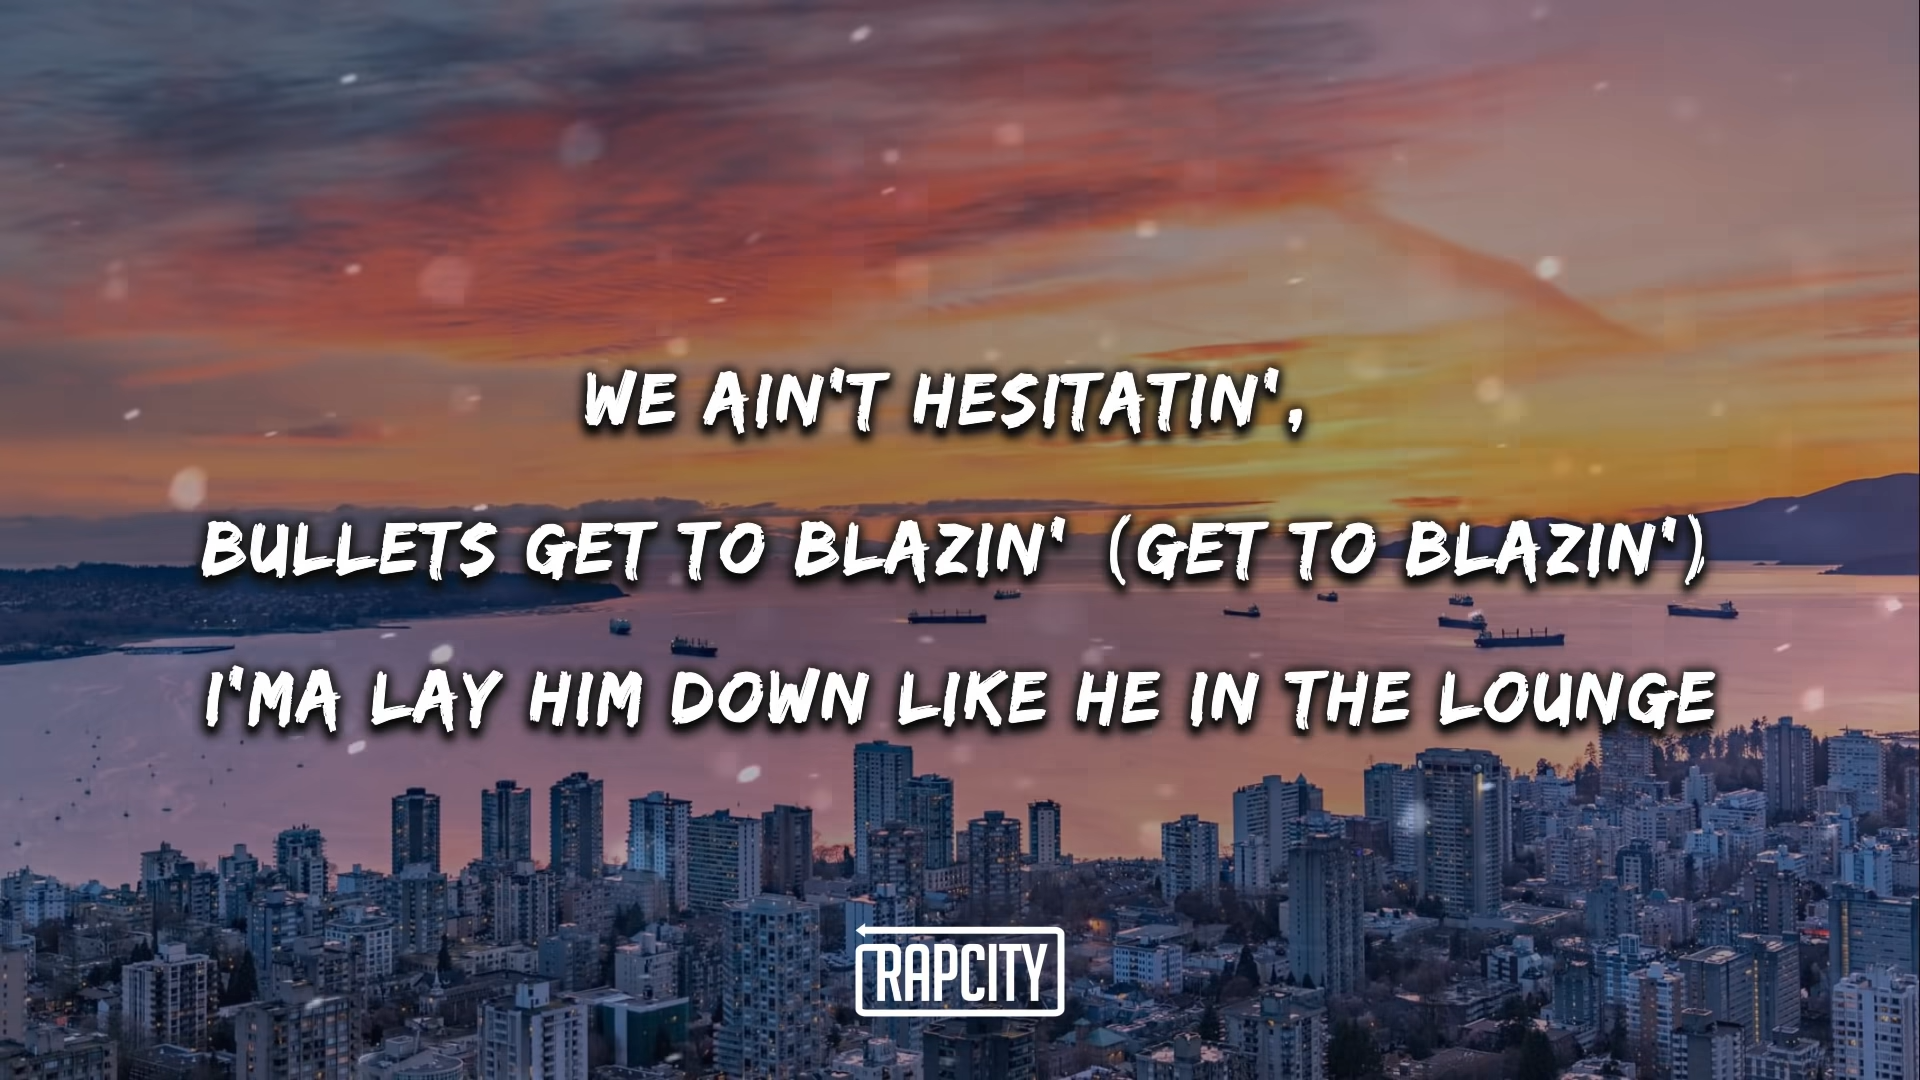 WE AIN'T HESITATIN',
BULLETS GET TO BLAZIN' (GET TO BLAZIN')
I'MA LAY HIM DOWN LIKE HE IN THE LOUNGE
RAPCITY